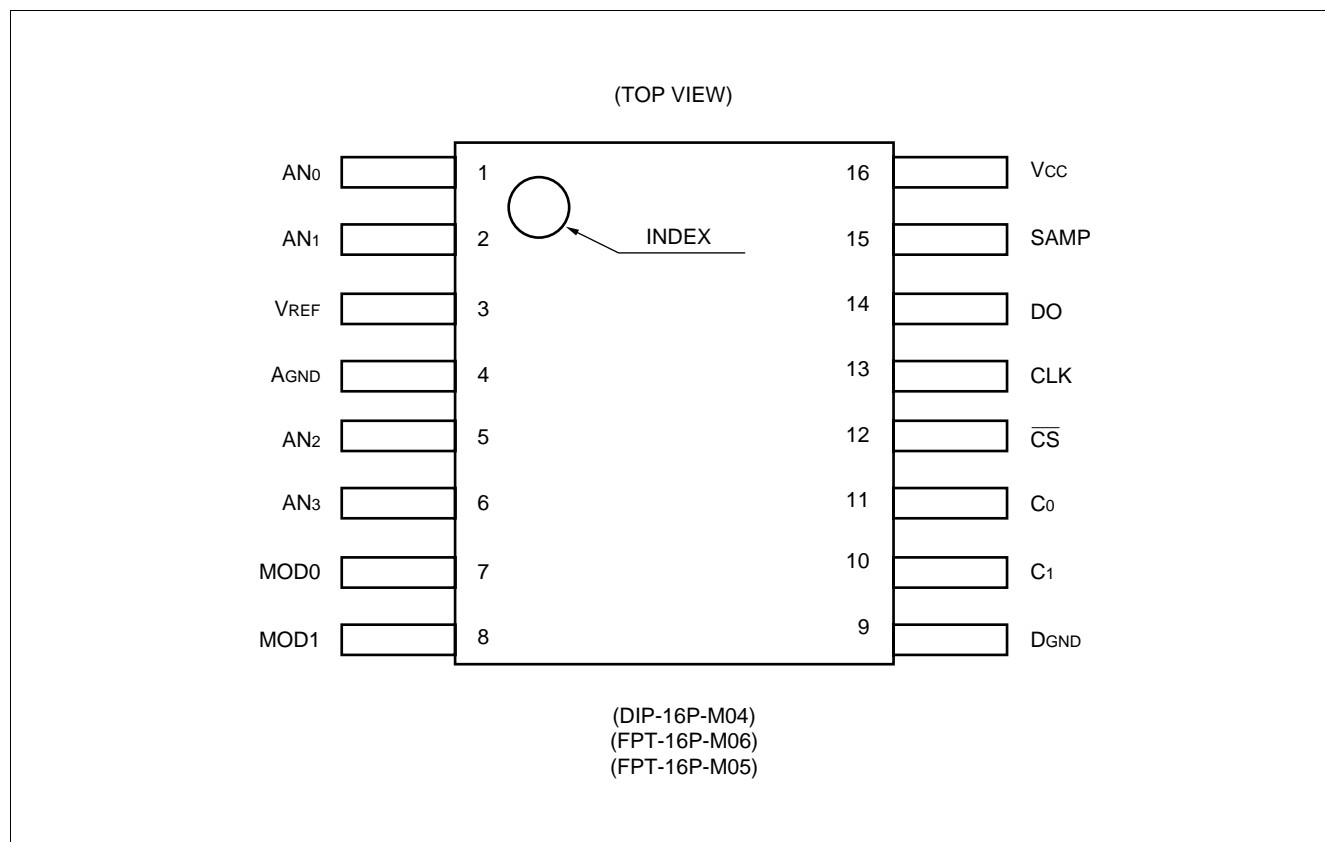 (TOP VIEW)
AN0 1 16 VCC
AN1 2 INDEX 15 SAMP
VREF 3 14 DO
AGND 4 13 CLK
AN2 5 12 C̅S̅
AN3 6 11 C0
MOD0 7 10 C1
MOD1 8 9 DGND
(DIP-16P-M04)
(FPT-16P-M06)
(FPT-16P-M05)